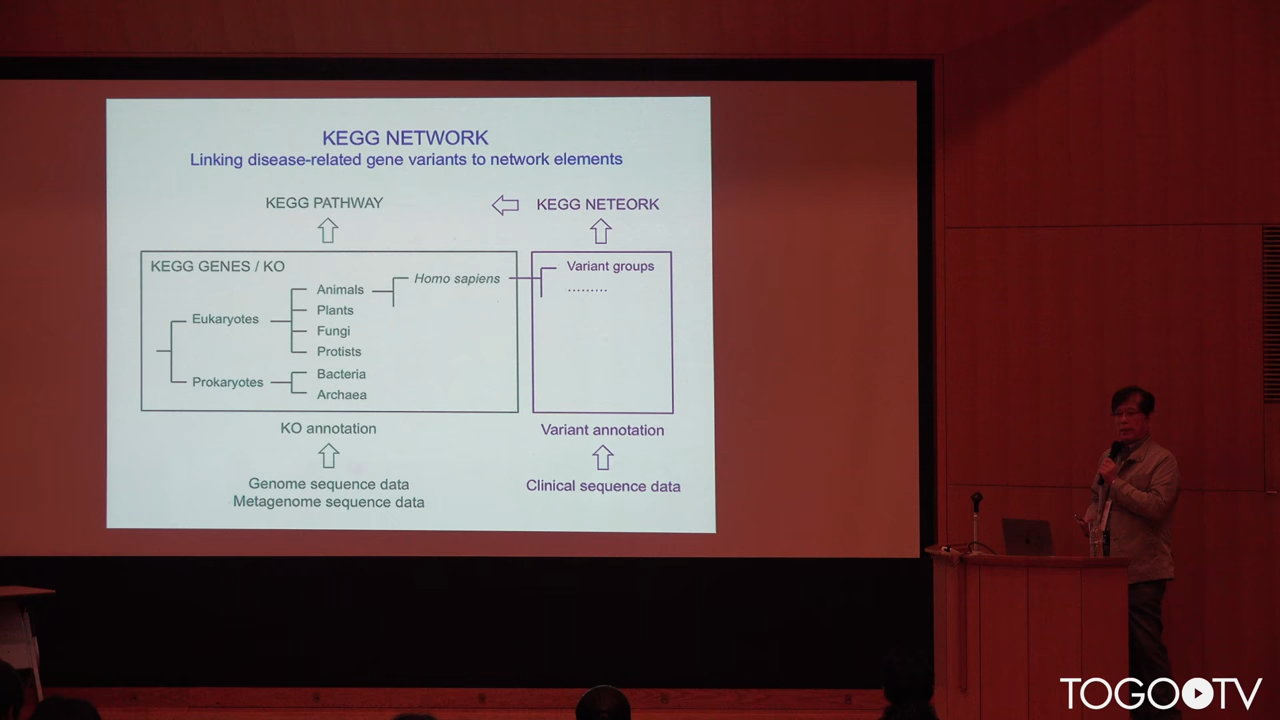 KEGG NETWORK
Linking disease-related gene variants to network elements
KEGG PATHWAY
KEGG NETEORK
KEGG GENES / KO
Homo sapiens
Variant groups
.........
Animals
Plants
Eukaryotes
Fungi
Protists
Bacteria
Prokaryotes
Archaea
KO annotation
Variant annotation
Genome sequence data
Metagenome sequence data
Clinical sequence data
TOGOTV